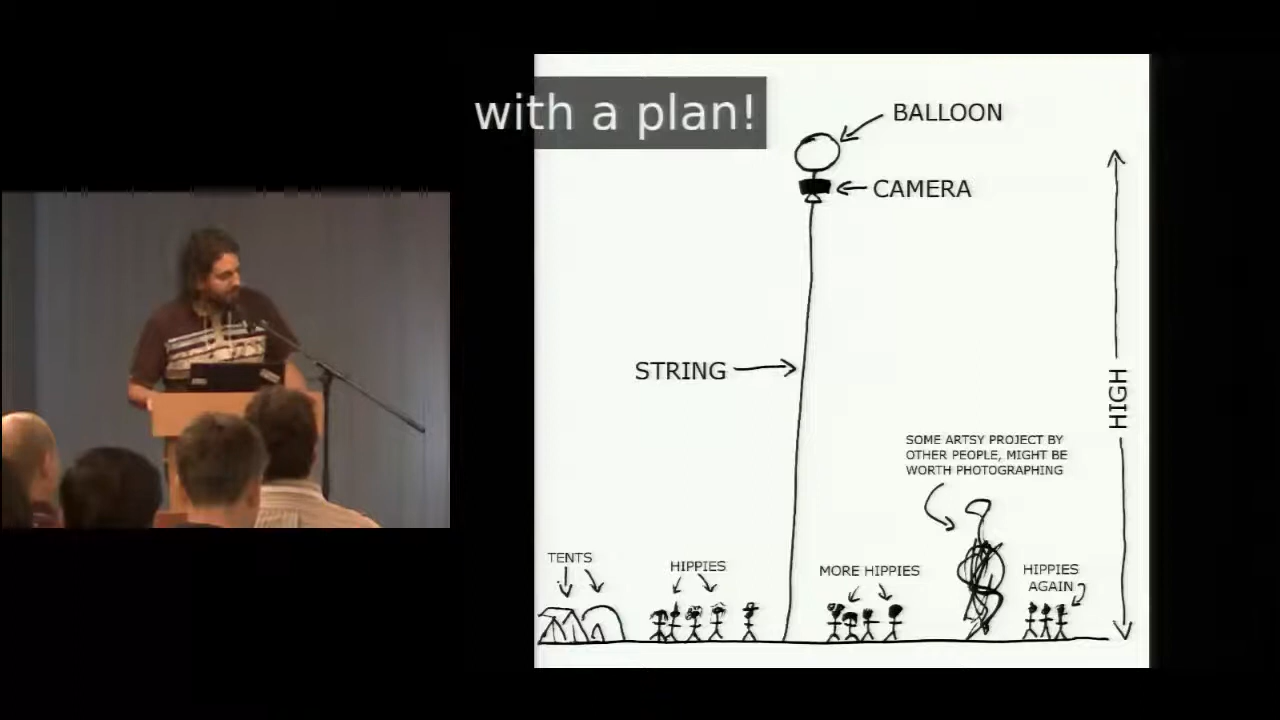 with a plan!
BALLOON
CAMERA
STRING
HIGH
SOME ARTSY PROJECT BY
OTHER PEOPLE, MIGHT BE
WORTH PHOTOGRAPHING
TENTS
HIPPIES
MORE HIPPIES
HIPPIES
AGAIN